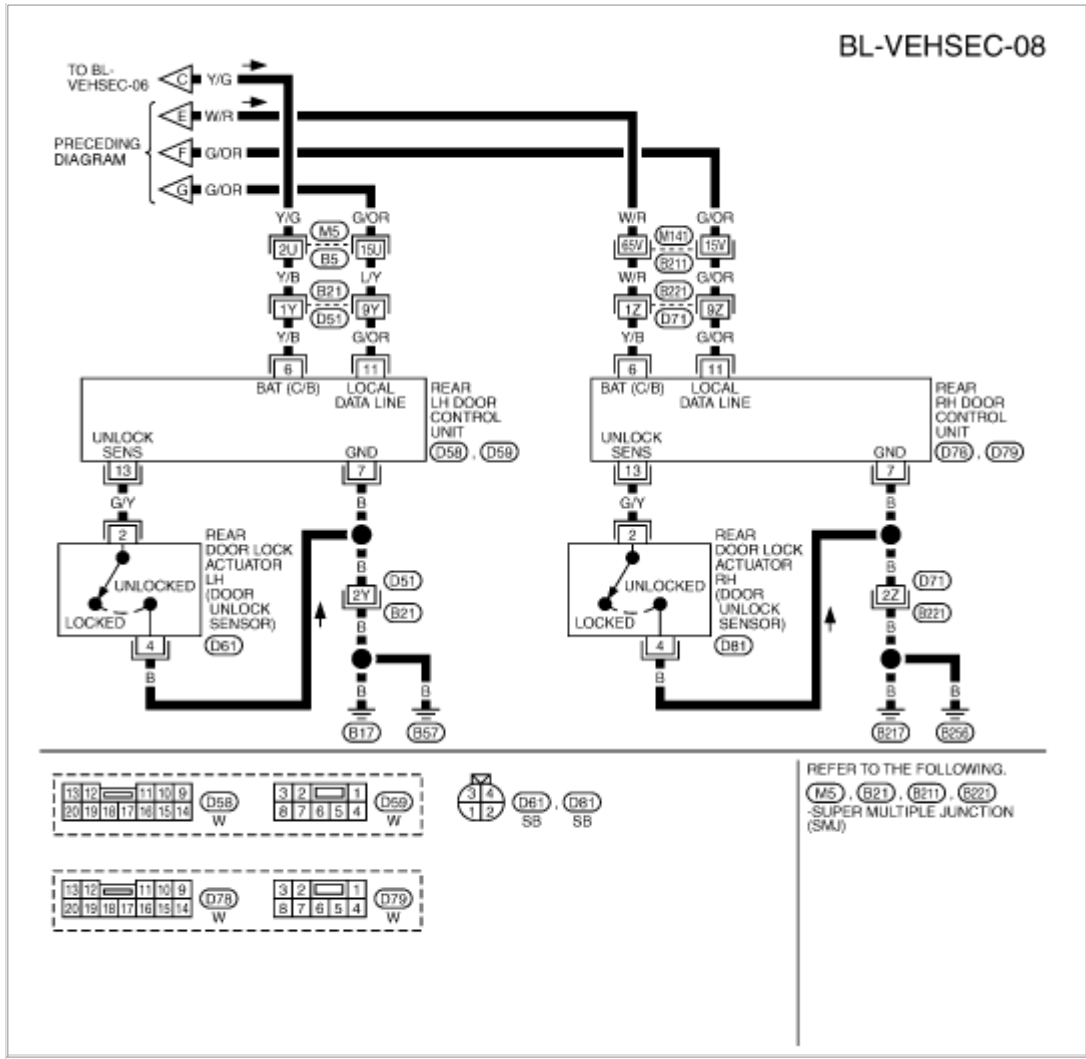 BL-VEHSEC-08
TO BL-
VEHSEC-06
C Y/G
E W/R
PRECEDING
DIAGRAM
F G/OR
G G/OR
Y/G G/OR W/R G/OR
2U M5 15U 65V M141 15V
B5 B211
Y/B L/Y W/R G/OR
1Y B21 9Y 1Z B221 9Z
D51 D71
Y/B G/OR Y/B G/OR
6 11 6 11
BAT (C/B) LOCAL
DATA LINE
BAT (C/B) LOCAL
DATA LINE
REAR
LH DOOR
CONTROL
UNIT
D58 , D59
REAR
RH DOOR
CONTROL
UNIT
D78 , D79
UNLOCK
SENS
GND
UNLOCK
SENS
GND
13 7 13 7
G/Y B G/Y B
2
REAR
DOOR LOCK
ACTUATOR
LH
(DOOR
UNLOCK
SENSOR)
D61
UNLOCKED
LOCKED
4
B
B
2Y D51
B21
B
B B
B17 B57
2
REAR
DOOR LOCK
ACTUATOR
RH
(DOOR
UNLOCK
SENSOR)
D81
UNLOCKED
LOCKED
4
B
B
2Z D71
B221
B
B B
B217 B256
13 12 11 10 9
20 19 18 17 16 15 14
D58
W
3 2 1
8 7 6 5 4
D59
W
3 4
1 2
D61 , D81
SB SB
REFER TO THE FOLLOWING.
M5 , B21 , B211 , B221
-SUPER MULTIPLE JUNCTION
(SMJ)
13 12 11 10 9
20 19 18 17 16 15 14
D78
W
3 2 1
8 7 6 5 4
D79
W